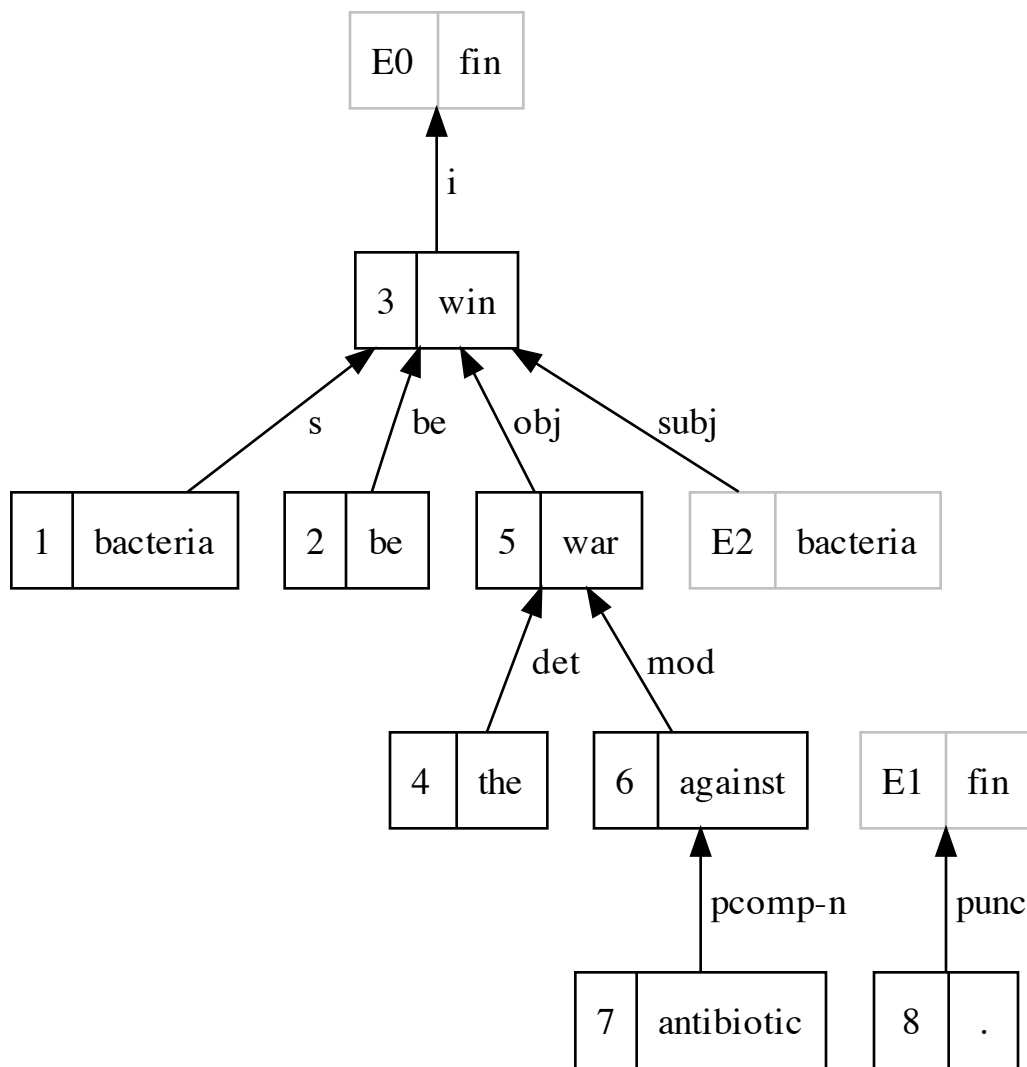 E0 fin
i
3 win
s be obj subj
1 bacteria 2 be 5 war E2 bacteria
det mod
4 the 6 against E1 fin
pcomp-n punc
7 antibiotic 8 .